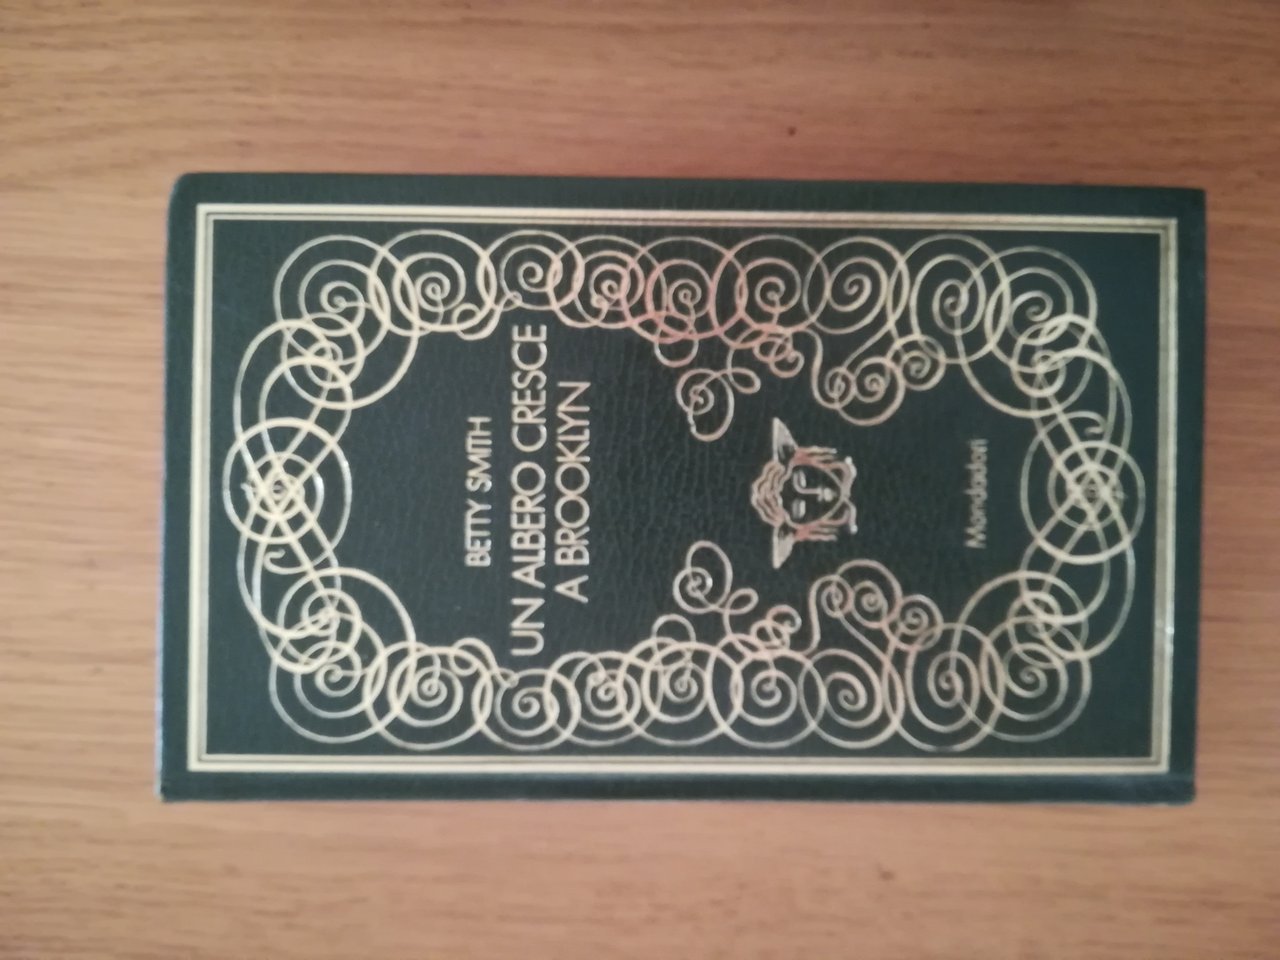 BETTY SMITH
UN ALBERO CRESCE
A BROOKLYN
Mondadori